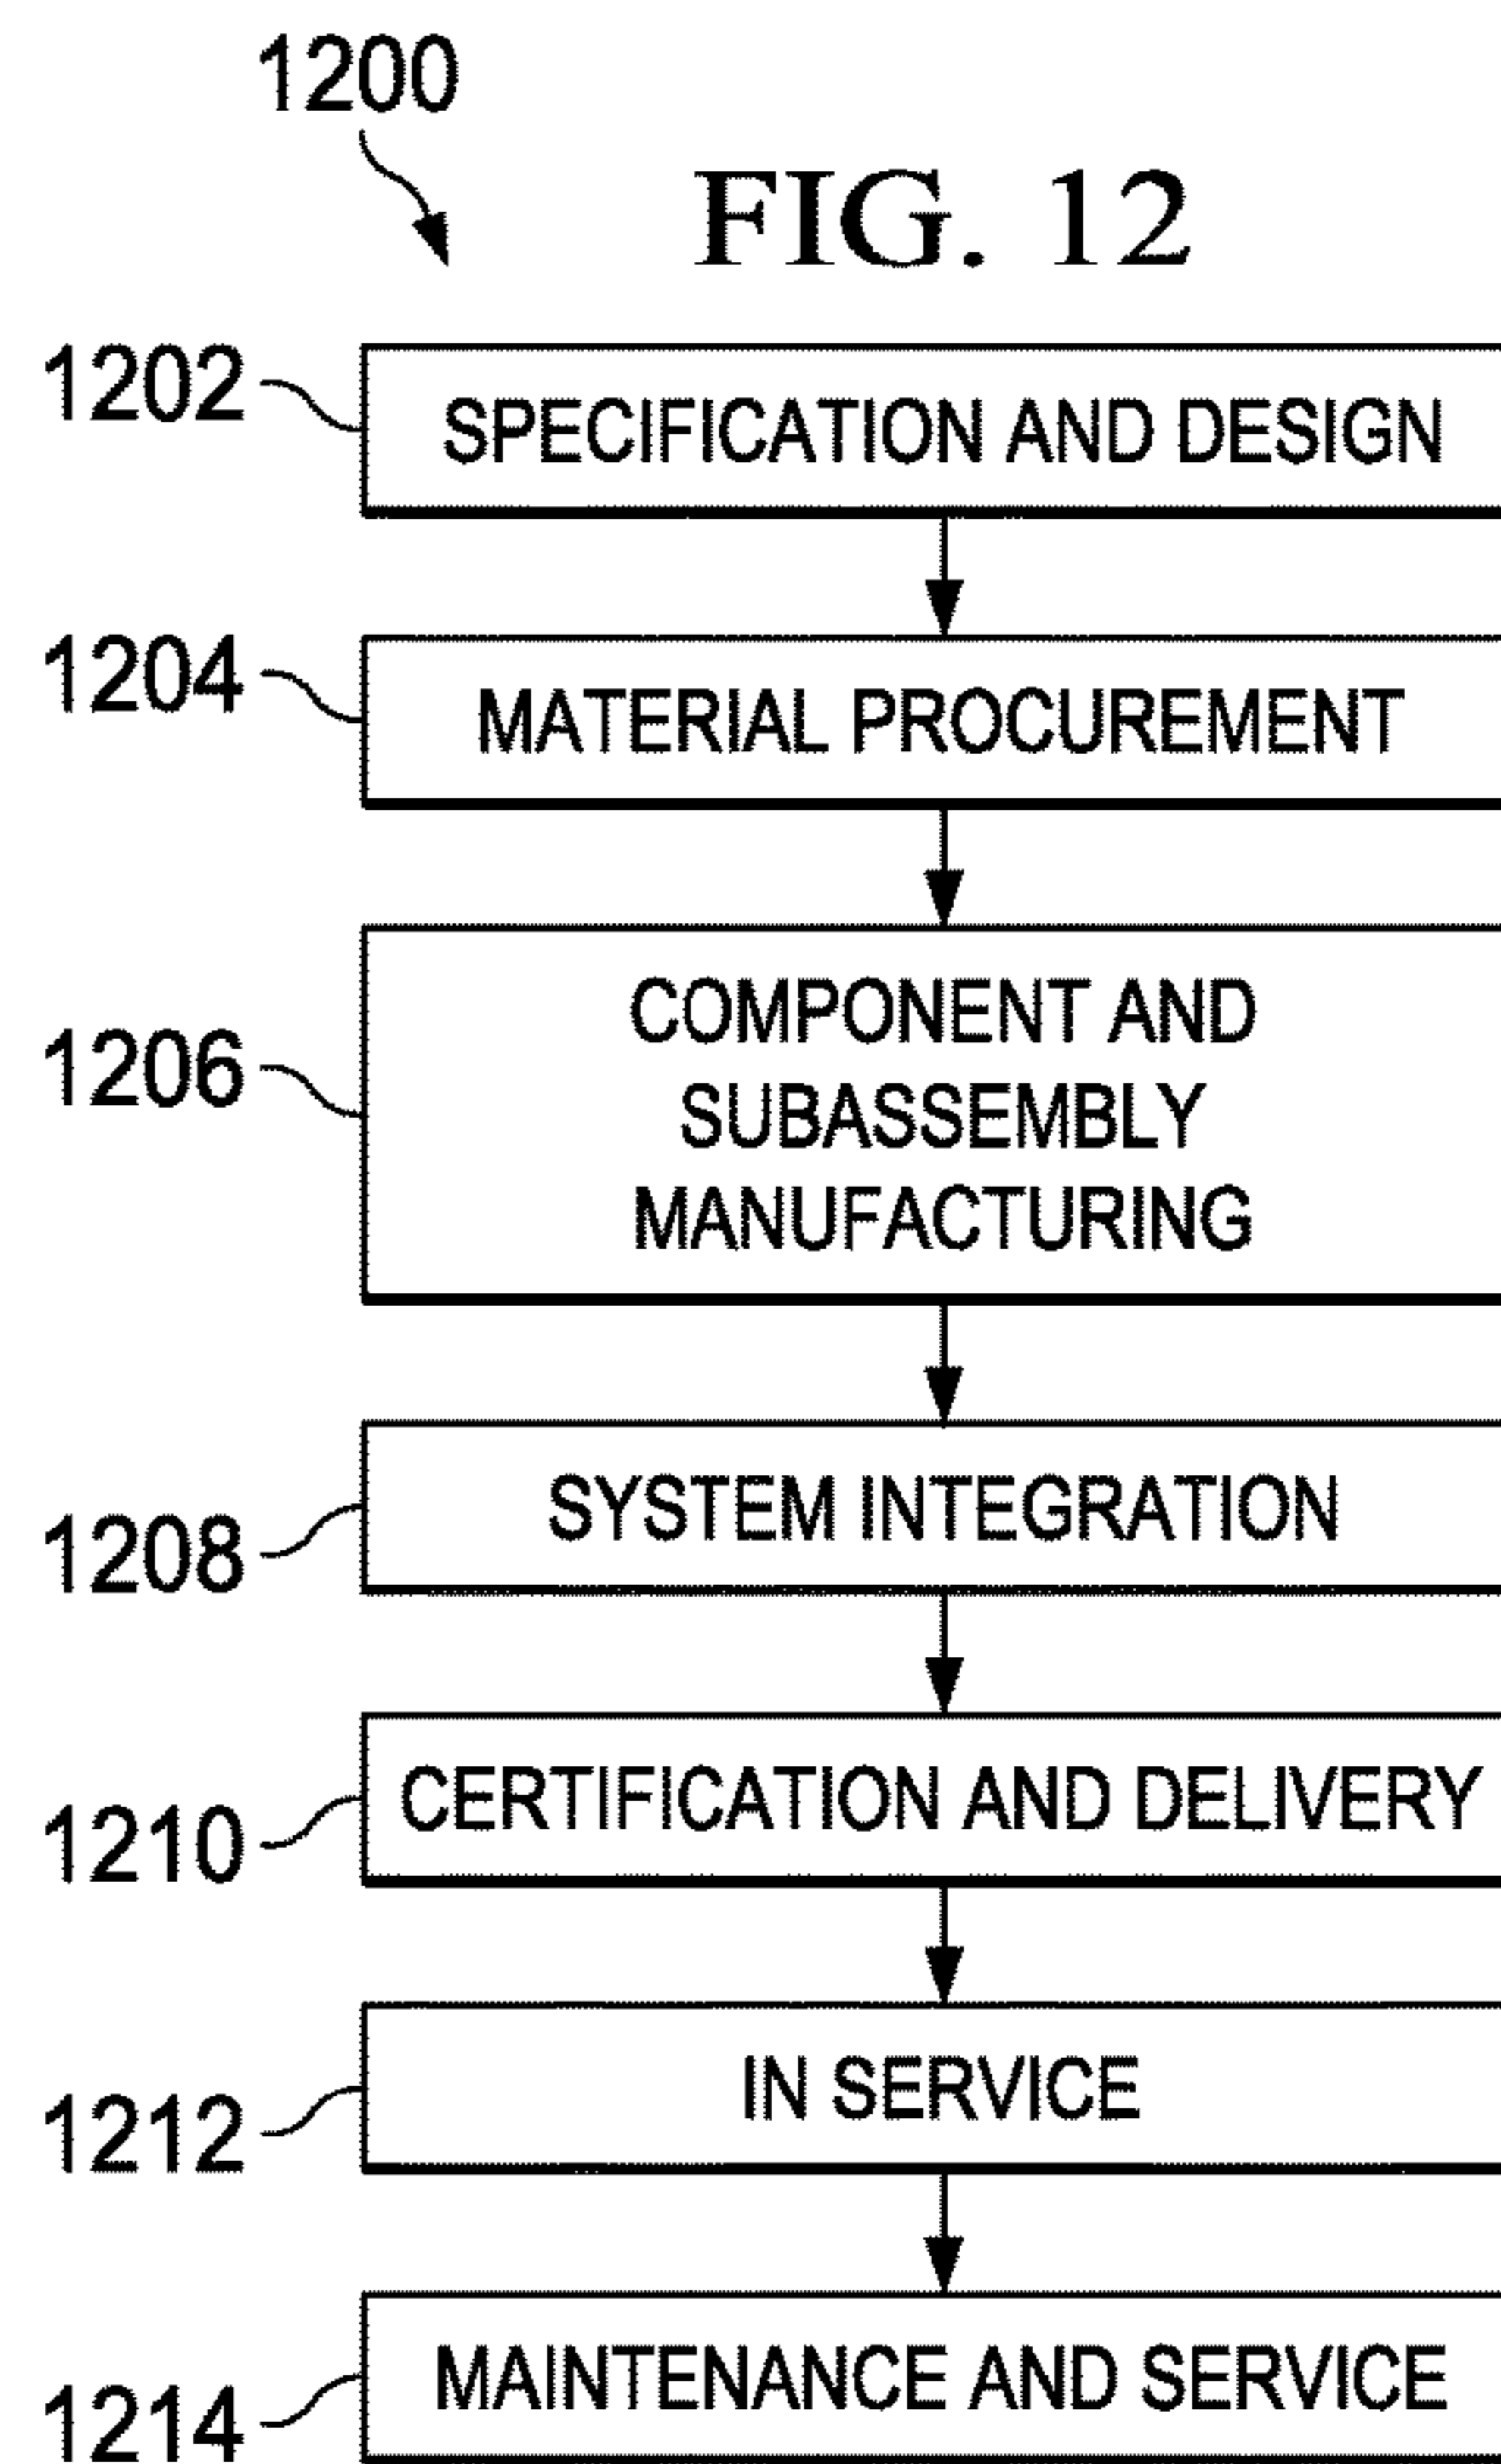 1200
FIG. 12
1202
SPECIFICATION AND DESIGN
1204
MATERIAL PROCUREMENT
1206
COMPONENT AND
SUBASSEMBLY
MANUFACTURING
1208
SYSTEM INTEGRATION
1210
CERTIFICATION AND DELIVERY
1212
IN SERVICE
1214
MAINTENANCE AND SERVICE